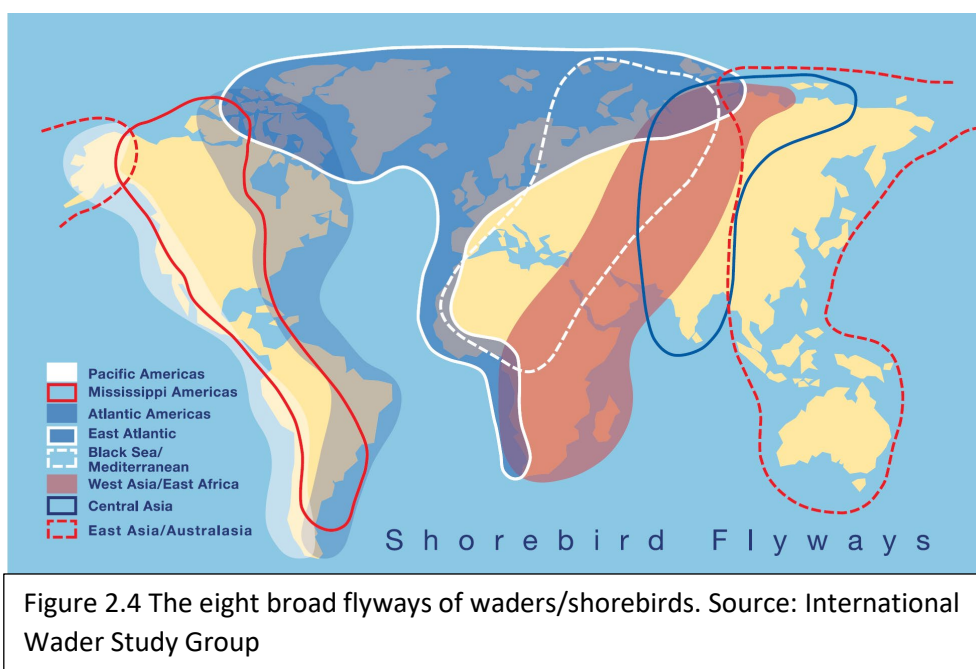 Pacific Americas
Mississippi Americas
Atlantic Americas
East Atlantic
Black Sea/
Mediterranean
West Asia/East Africa
Central Asia
East Asia/Australasia
Shorebird Flyways
Figure 2.4 The eight broad flyways of waders/shorebirds. Source: International
Wader Study Group